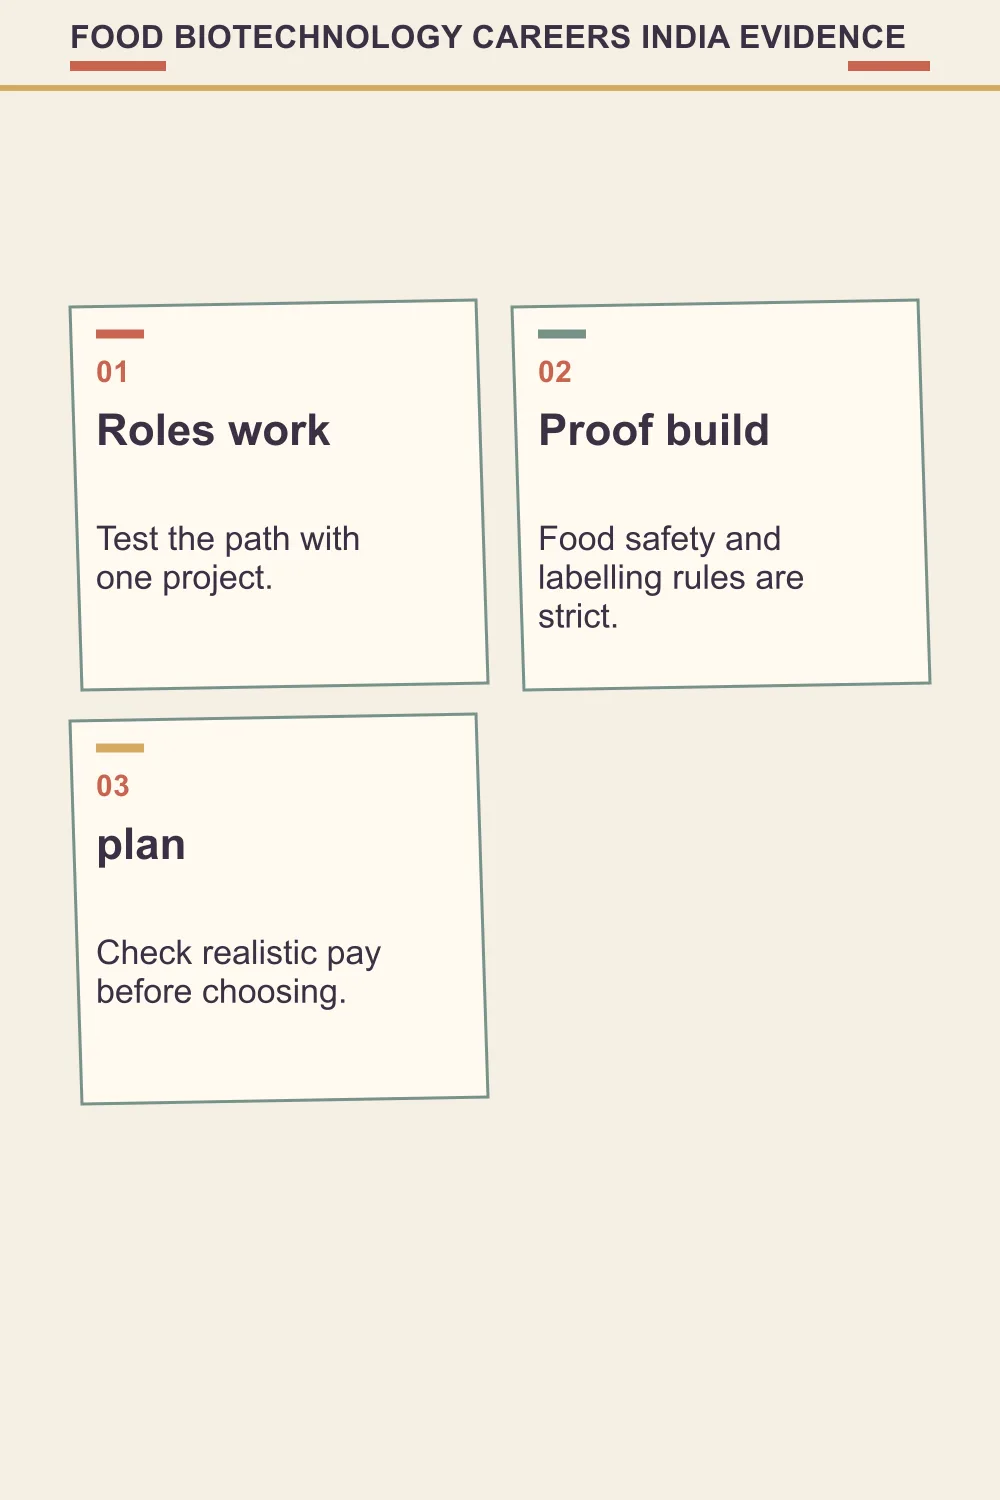 FOOD BIOTECHNOLOGY CAREERS INDIA EVIDENCE
01
Roles work
Test the path with
one project.
02
Proof build
Food safety and
labelling rules are
strict.
03
plan
Check realistic pay
before choosing.